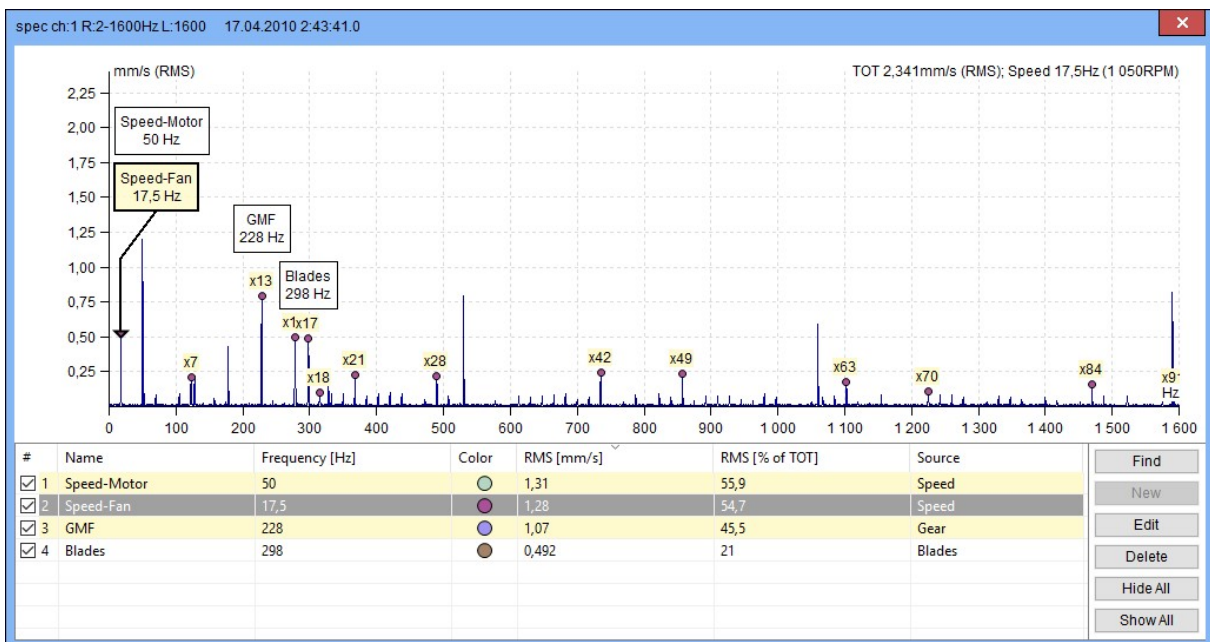 spec ch:1 R:2-1600Hz L:1600 17.04.2010 2:43:41.0
mm/s (RMS)
TOT 2,341mm/s (RMS); Speed 17,5Hz (1 050RPM)
2,25
2,00
1,75
1,50
1,25
1,00
0,75
0,50
0,25
Speed-Motor
50 Hz
Speed-Fan
17,5 Hz
GMF
228 Hz
Blades
298 Hz
x7
x13
x1
x17
x18
x21
x28
x42
x49
x63
x70
x84
x9
Hz
0 100 200 300 400 500 600 700 800 900 1 000 1 100 1 200 1 300 1 400 1 500 1 600
# Name Frequency [Hz] Color RMS [mm/s] RMS [% of TOT] Source
1 Speed-Motor 50 1,31 55,9 Speed
2 Speed-Fan 17,5 1,28 54,7 Speed
3 GMF 228 1,07 45,5 Gear
4 Blades 298 0,492 21 Blades
Find
New
Edit
Delete
Hide All
Show All